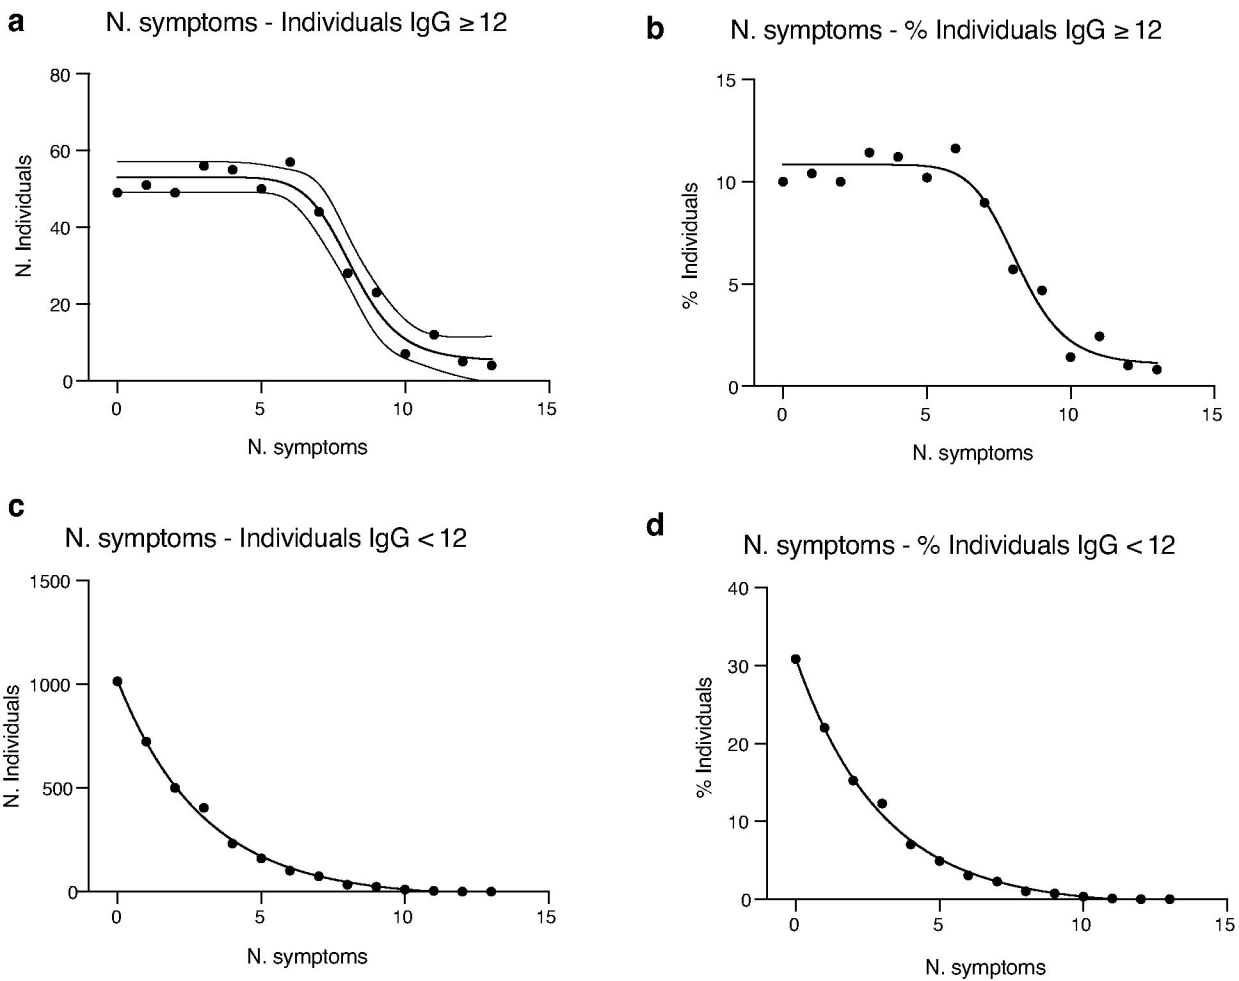 a
N. symptoms - Individuals IgG ≥ 12
80
60
40
20
0
N. Individuals
0 5 10 15
N. symptoms
b
N. symptoms - % Individuals IgG ≥ 12
15
10
5
0
% Individuals
0 5 10 15
N. symptoms
c
N. symptoms - Individuals IgG < 12
1500
1000
500
0
N. Individuals
0 5 10 15
N. symptoms
d
N. symptoms - % Individuals IgG < 12
40
30
20
10
0
% Individuals
0 5 10 15
N. symptoms